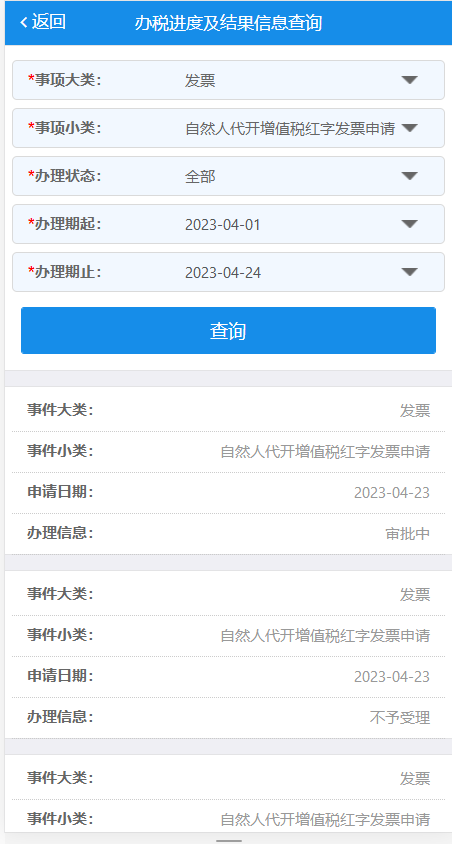 返回 办税进度及结果信息查询
*事项大类： 发票
*事项小类： 自然人代开增值税红字发票申请
*办理状态： 全部
*办理期起： 2023-04-01
*办理期止： 2023-04-24
查询
事件大类： 发票
事件小类： 自然人代开增值税红字发票申请
申请日期： 2023-04-23
办理信息： 审批中
事件大类： 发票
事件小类： 自然人代开增值税红字发票申请
申请日期： 2023-04-23
办理信息： 不予受理
事件大类： 发票
事件小类： 自然人代开增值税红字发票申请